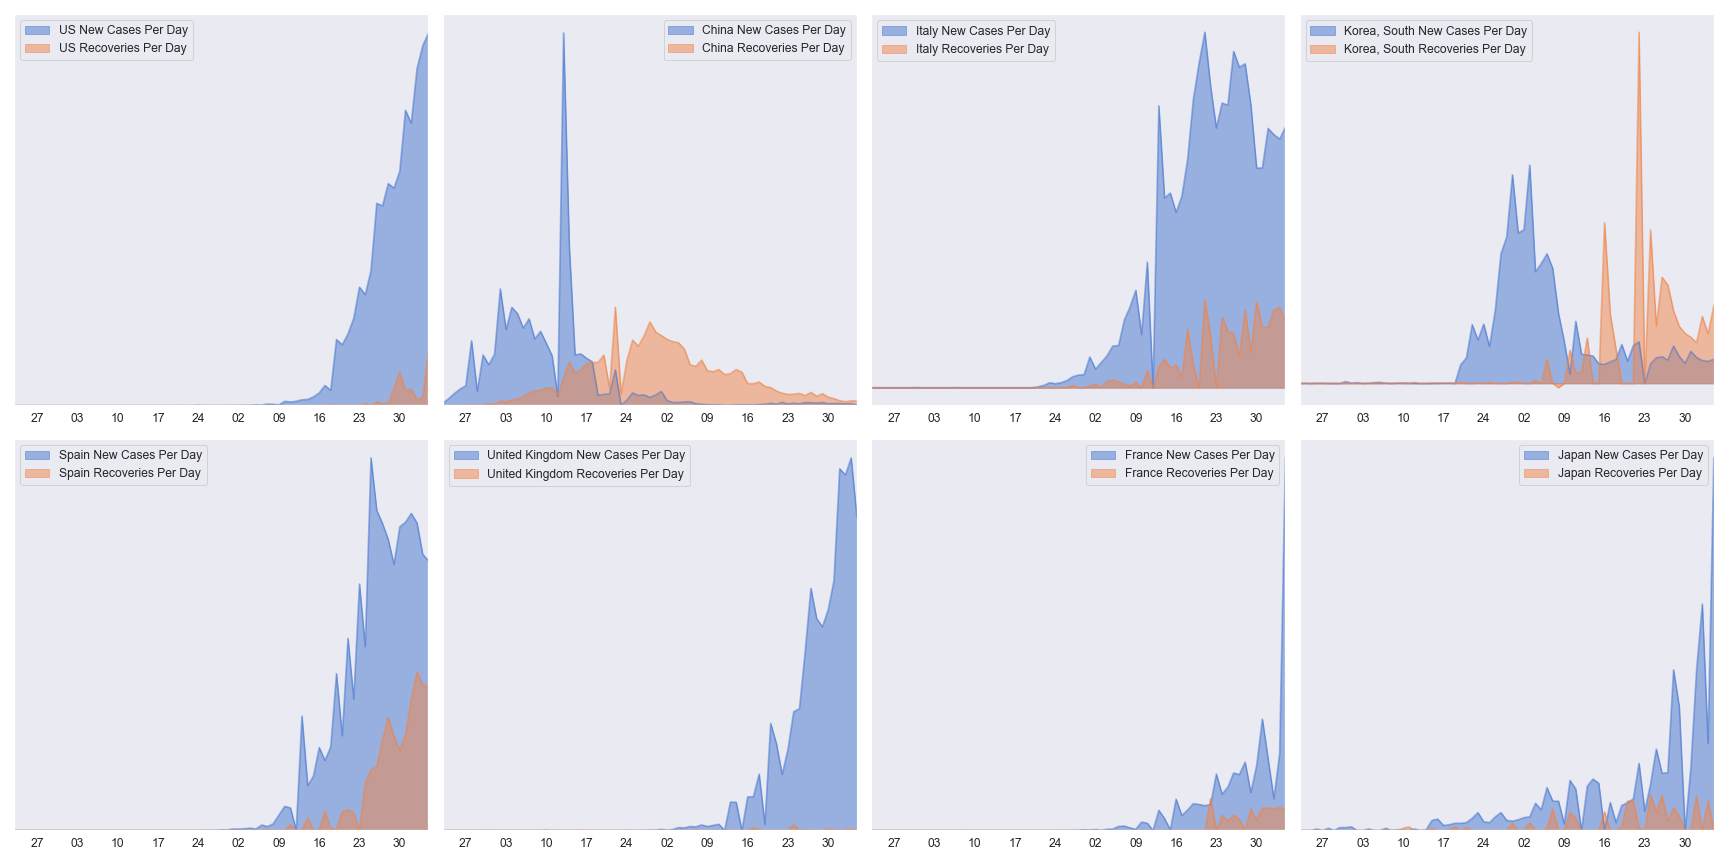 US New Cases Per Day
US Recoveries Per Day
27 03 10 17 24 02 09 16 23 30
China New Cases Per Day
China Recoveries Per Day
27 03 10 17 24 02 09 16 23 30
Italy New Cases Per Day
Italy Recoveries Per Day
27 03 10 17 24 02 09 16 23 30
Korea, South New Cases Per Day
Korea, South Recoveries Per Day
27 03 10 17 24 02 09 16 23 30
Spain New Cases Per Day
Spain Recoveries Per Day
27 03 10 17 24 02 09 16 23 30
United Kingdom New Cases Per Day
United Kingdom Recoveries Per Day
27 03 10 17 24 02 09 16 23 30
France New Cases Per Day
France Recoveries Per Day
27 03 10 17 24 02 09 16 23 30
Japan New Cases Per Day
Japan Recoveries Per Day
27 03 10 17 24 02 09 16 23 30